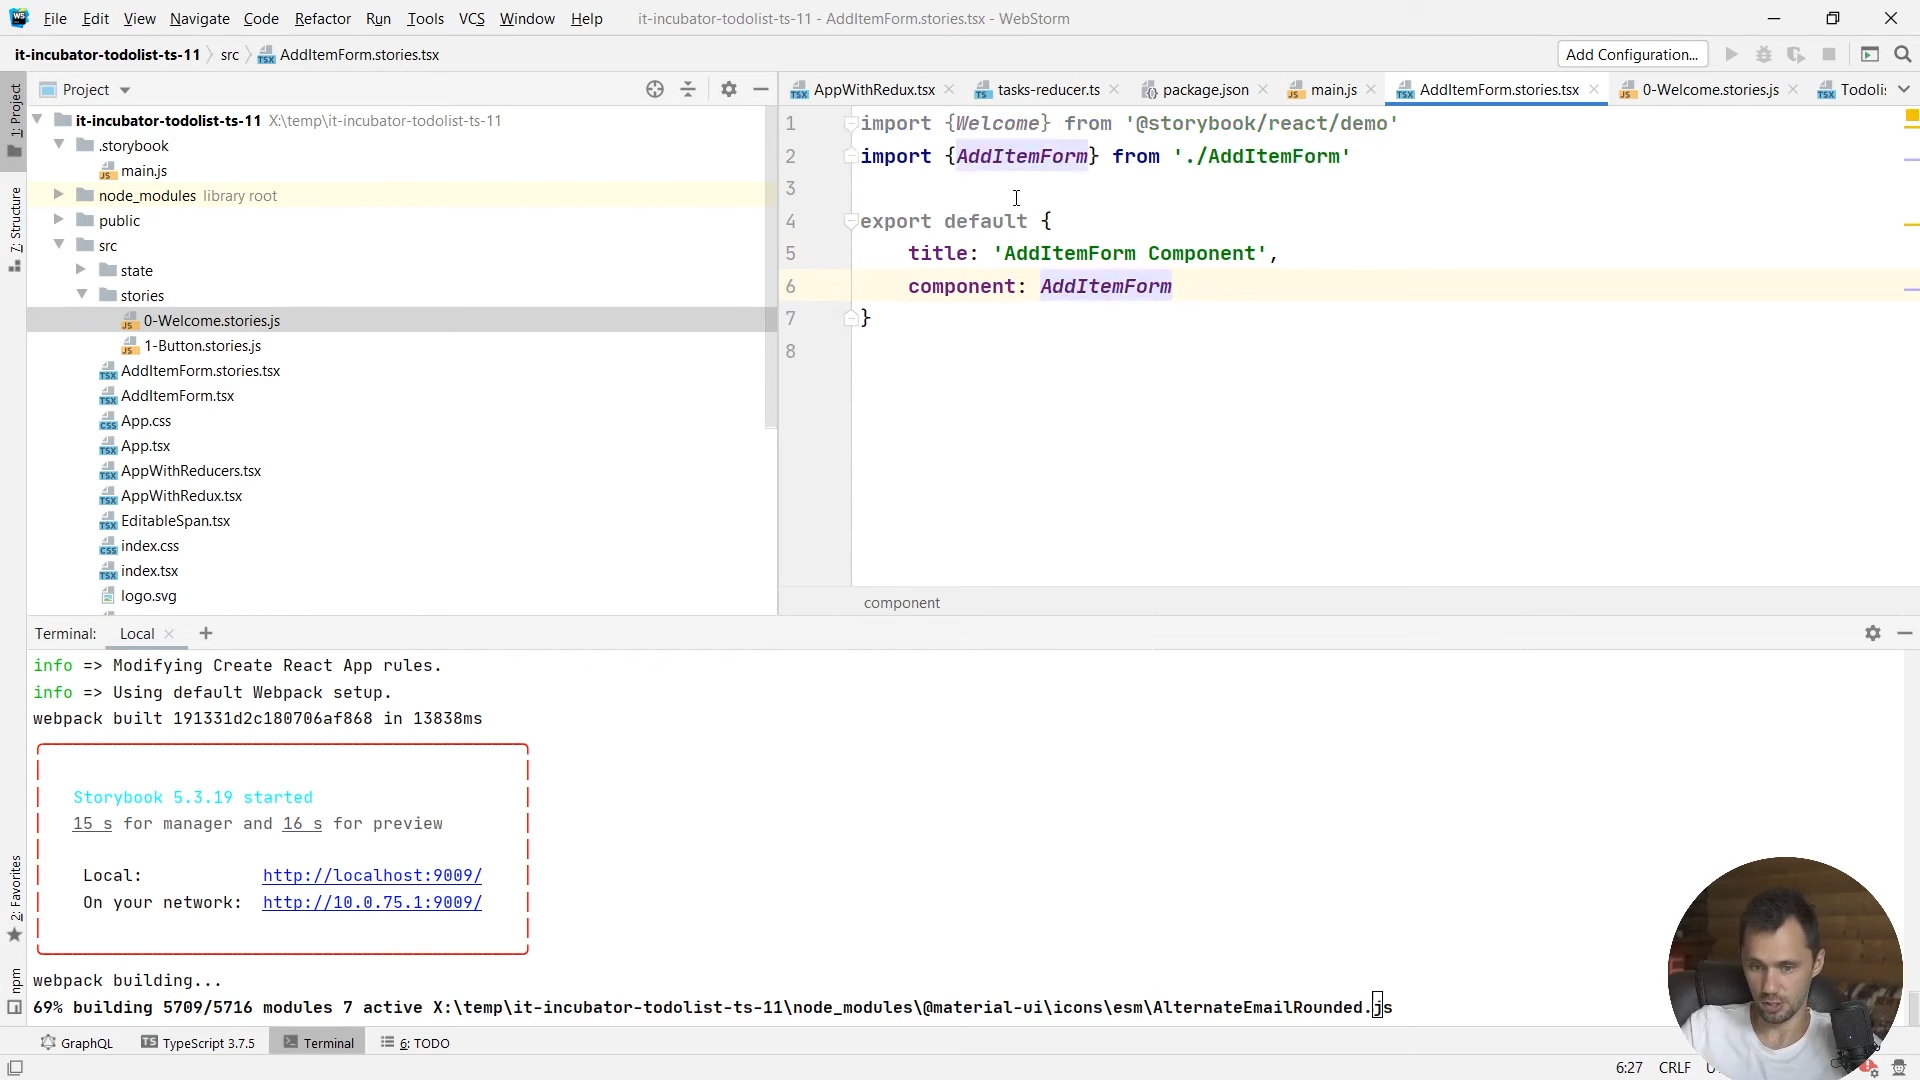 File Edit View Navigate Code Refactor Run Tools VCS Window Help it-incubator-todolist-ts-11 - AddItemForm.stories.tsx - WebStorm
it-incubator-todolist-ts-11 src AddItemForm.stories.tsx Add Configuration...
Project
AppWithRedux.tsx tasks-reducer.ts package.json main.js AddItemForm.stories.tsx 0-Welcome.stories.js Todolis
1: Project
7: Structure
2: Favorites
npm
it-incubator-todolist-ts-11 X:\temp\it-incubator-todolist-ts-11
.storybook
main.js
node_modules library root
public
src
state
stories
0-Welcome.stories.js
1-Button.stories.js
AddItemForm.stories.tsx
AddItemForm.tsx
App.css
App.tsx
AppWithReducers.tsx
AppWithRedux.tsx
EditableSpan.tsx
index.css
index.tsx
logo.svg
1 import {Welcome} from '@storybook/react/demo'
2 import {AddItemForm} from './AddItemForm'
3
4 export default {
5 title: 'AddItemForm Component',
6 component: AddItemForm
7 }
8
component
Terminal: Local +
info => Modifying Create React App rules.
info => Using default Webpack setup.
webpack built 191331d2c180706af868 in 13838ms
Storybook 5.3.19 started
15 s for manager and 16 s for preview
Local: http://localhost:9009/
On your network: http://10.0.75.1:9009/
webpack building...
69% building 5709/5716 modules 7 active X:\temp\it-incubator-todolist-ts-11\node_modules\@material-ui\icons\esm\AlternateEmailRounded.js
GraphQL TypeScript 3.7.5 Terminal 6: TODO
6:27 CRLF